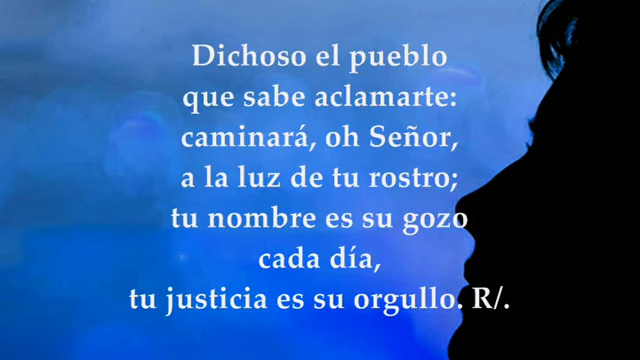 Dichoso el pueblo
que sabe aclamarte:
caminará, oh Señor,
a la luz de tu rostro;
tu nombre es su gozo
cada día,
tu justicia es su orgullo. R/.